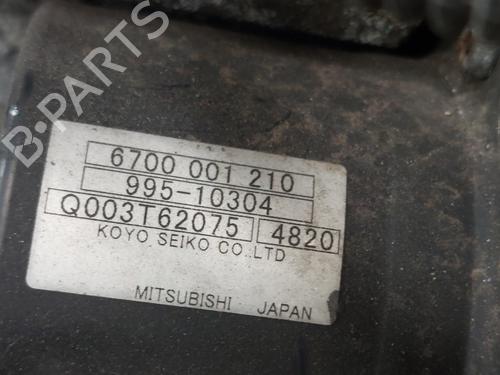 B-PARTS
6700 001 210
995-10304
Q003T62075 4820
KOYO SEIKO CO.,LTD
MITSUBISHI JAPAN